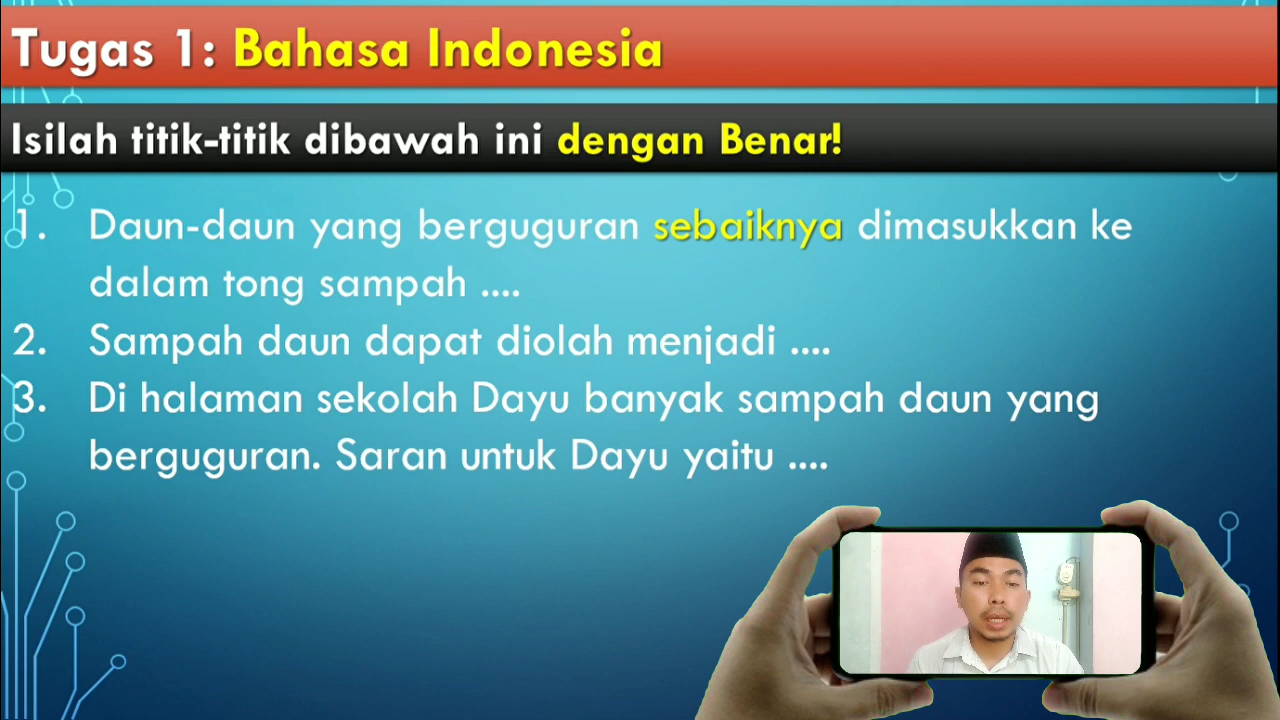 Tugas 1: Bahasa Indonesia
Isilah titik-titik dibawah ini dengan Benar!
1. Daun-daun yang berguguran sebaiknya dimasukkan ke
dalam tong sampah ....
2. Sampah daun dapat diolah menjadi ....
3. Di halaman sekolah Dayu banyak sampah daun yang
berguguran. Saran untuk Dayu yaitu ....